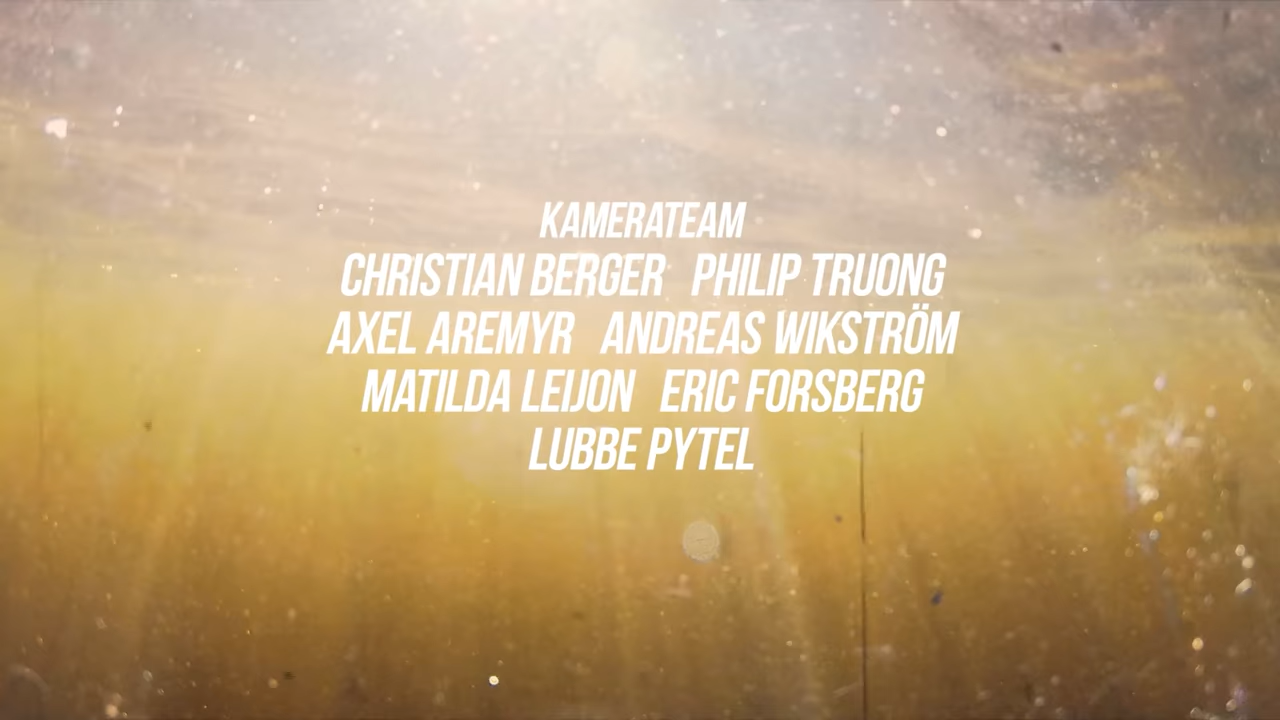 KAMERATEAM
CHRISTIAN BERGER PHILIP TRUONG
AXEL AREMYR ANDREAS WIKSTRÖM
MATILDA LEIJON ERIC FORSBERG
LUBBE PYTEL